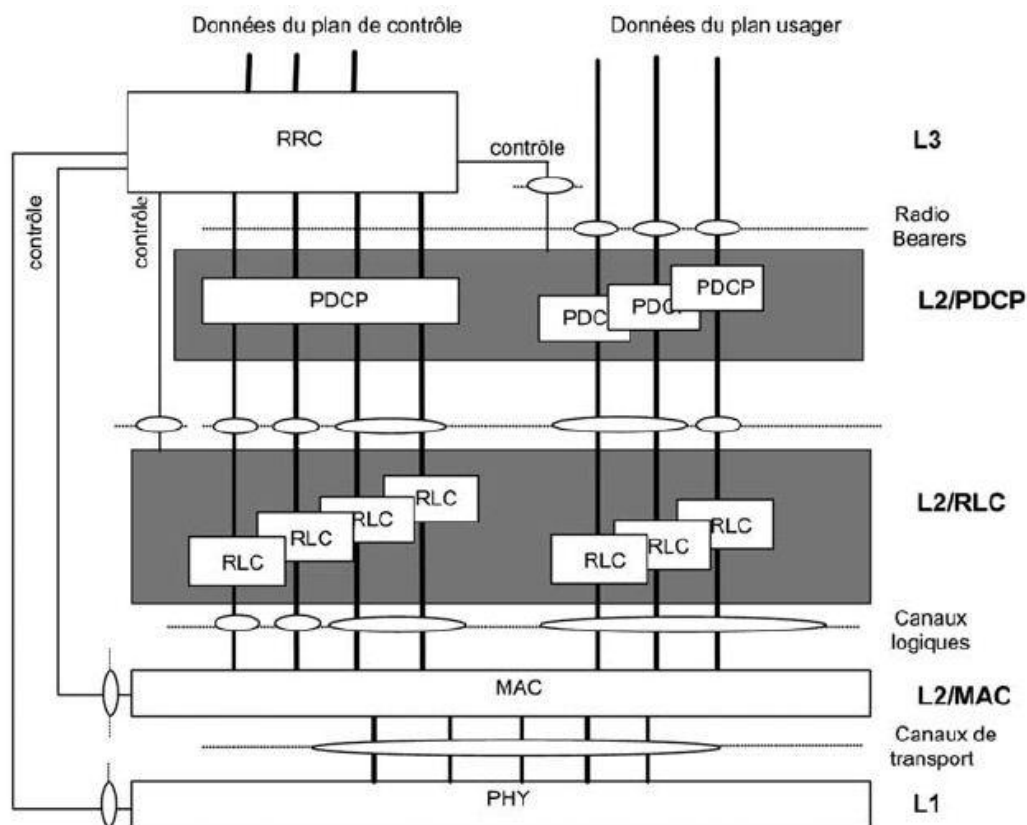 Données du plan de contrôle
Données du plan usager
RRC
contrôle
L3
contrôle
contrôle
Radio
Bearers
PDCP
PDCP
PDCP
PDCP
L2/PDCP
RLC
RLC
RLC
RLC
RLC
RLC
RLC
L2/RLC
Canaux
logiques
MAC
L2/MAC
Canaux de
transport
PHY
L1